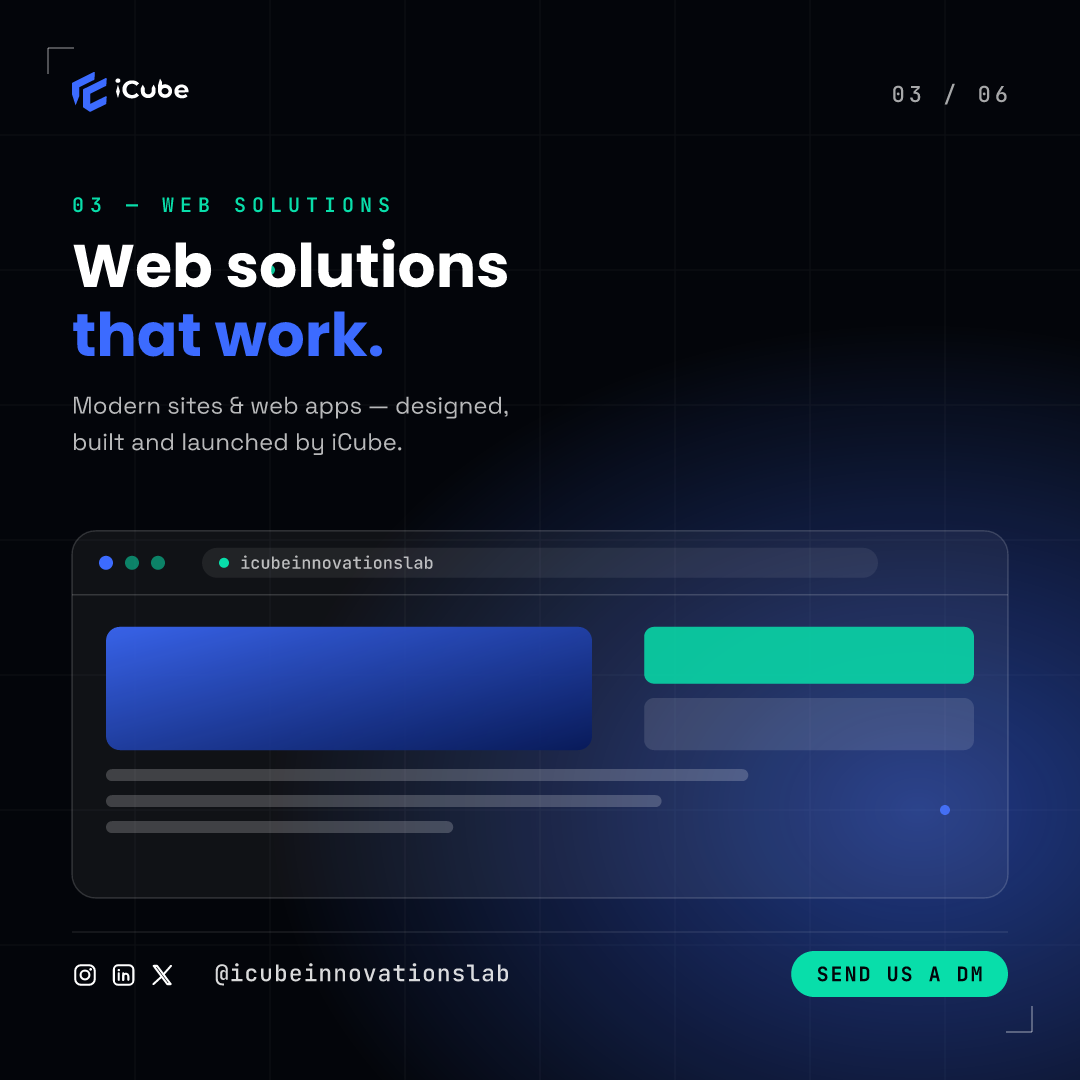 iCube
03 / 06
03 — WEB SOLUTIONS
Web solutions
that work.
Modern sites & web apps — designed,
built and launched by iCube.
icubeinnovationslab
@icubeinnovationslab
SEND US A DM